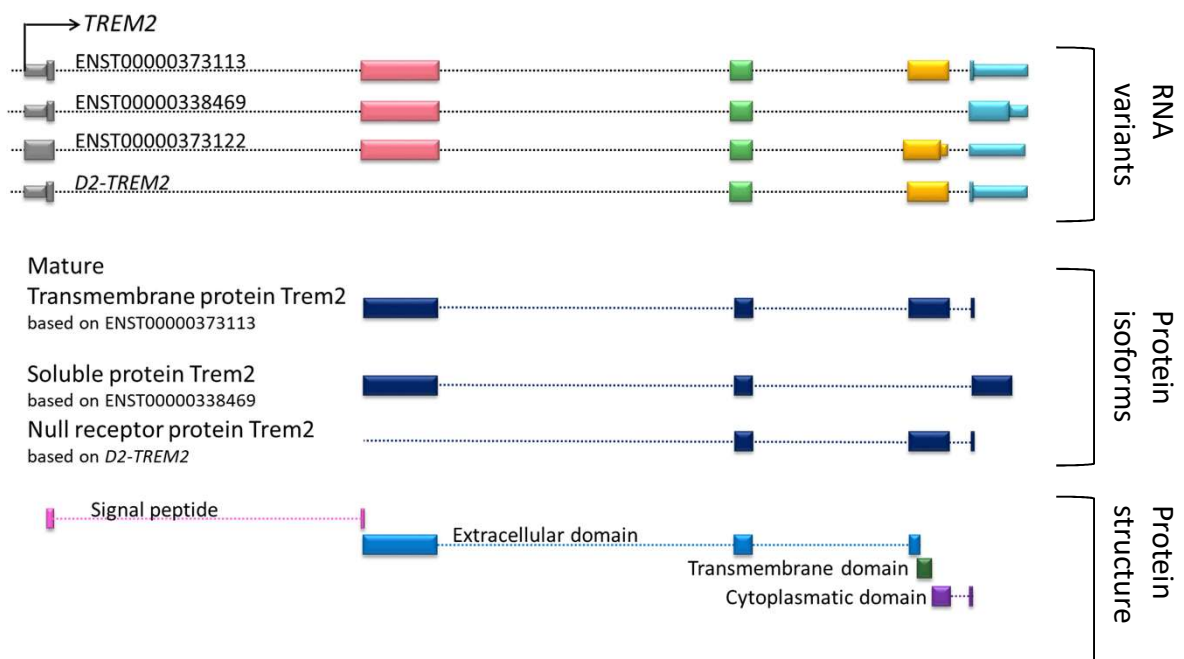 TREM2
ENST00000373113
ENST00000338469
ENST00000373122
D2-TREM2
RNA
variants
Mature
Transmembrane protein Trem2
based on ENST00000373113
Soluble protein Trem2
based on ENST00000338469
Null receptor protein Trem2
based on D2-TREM2
Protein
isoforms
Signal peptide
Extracellular domain
Transmembrane domain
Cytoplasmatic domain
Protein
structure